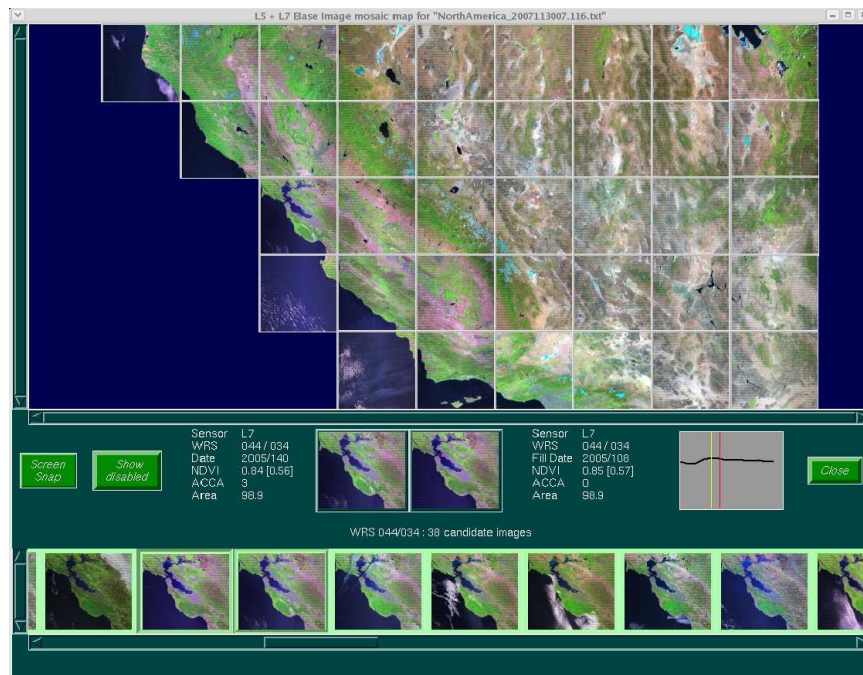 L5 + L7 Base Image mosaic map for "NorthAmerica_2007113007.116.txt"
Screen
Snap
Show
disabled
Sensor L7
WRS 044 / 034
Date 2005/140
NDVI 0.84 [0.56]
ACCA 3
Area 98.9
Sensor L7
WRS 044 / 034
Fill Date 2005/108
NDVI 0.85 [0.57]
ACCA 0
Area 98.9
Close
WRS 044/034 : 38 candidate images